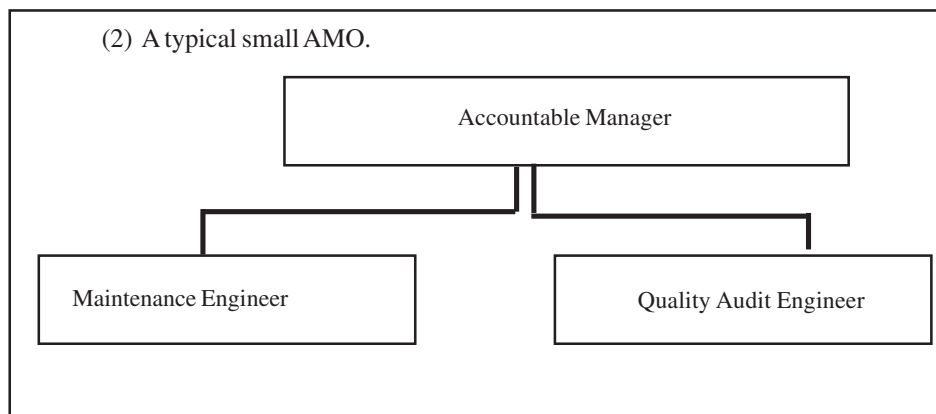 (2) A typical small AMO.
Accountable Manager
Maintenance Engineer
Quality Audit Engineer